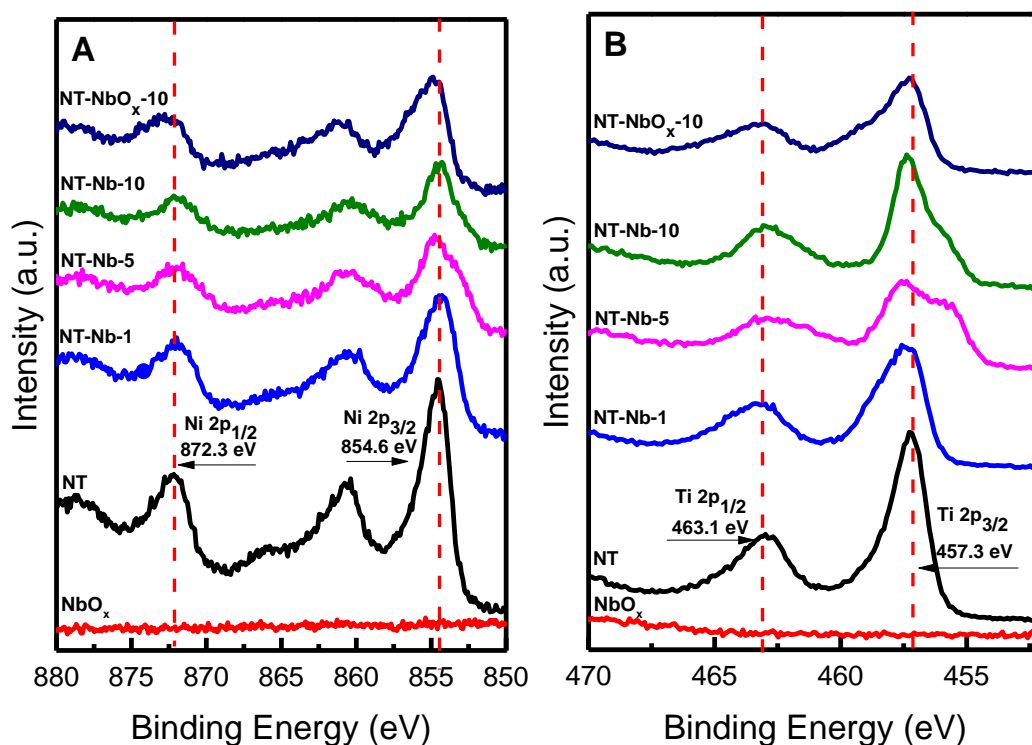 A
NT-NbOₓ-10
NT-Nb-10
NT-Nb-5
NT-Nb-1
Ni 2p₁/₂
872.3 eV
Ni 2p₃/₂
854.6 eV
NT
NbOₓ
Intensity (a.u.)
880 875 870 865 860 855 850
Binding Energy (eV)
B
NT-NbOₓ-10
NT-Nb-10
NT-Nb-5
NT-Nb-1
Ti 2p₁/₂
463.1 eV
Ti 2p₃/₂
457.3 eV
NT
NbOₓ
Intensity (a.u.)
470 465 460 455
Binding Energy (eV)